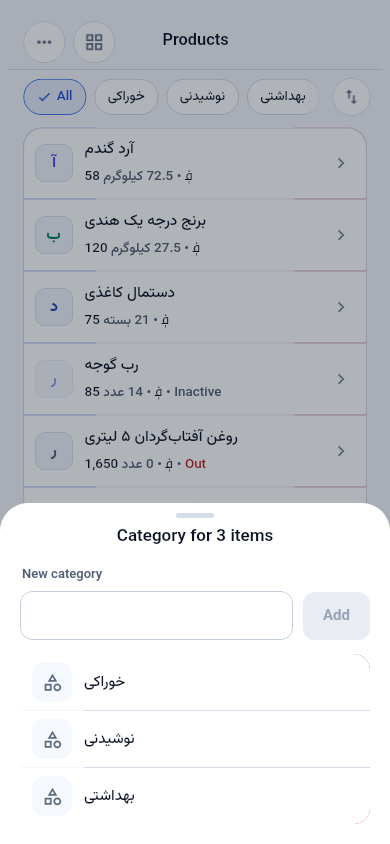 Products
All
خوراکی
نوشیدنی
بهداشتی
آ
آرد گندم
58 ؋ • 72.5 کیلوگرم
ب
برنج درجه یک هندی
120 ؋ • 27.5 کیلوگرم
د
دستمال کاغذی
75 ؋ • 21 بسته
ر
رب گوجه
85 ؋ • 14 عدد • Inactive
ر
روغن آفتاب‌گردان ۵ لیتری
1,650 ؋ • 0 عدد • Out
Category for 3 items
New category
Add
خوراکی
نوشیدنی
بهداشتی